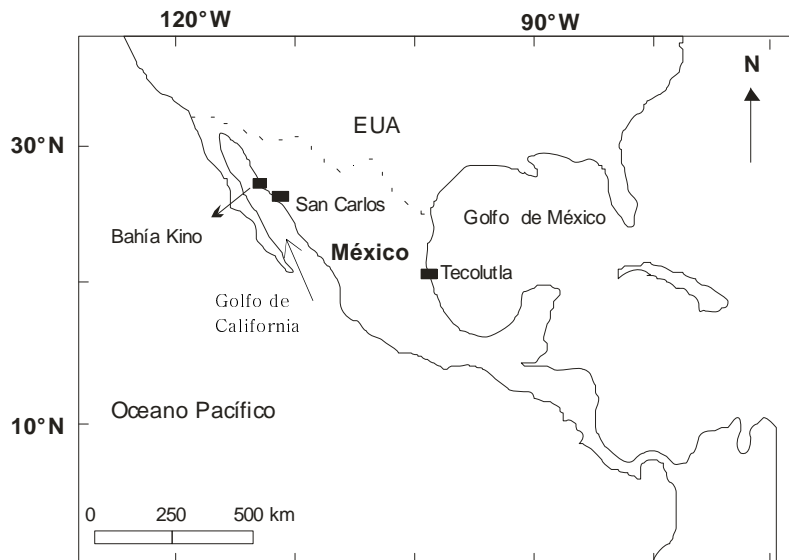 120°W
90°W
N
EUA
30°N
San Carlos
Golfo de México
Bahía Kino
México
Tecolutla
Golfo de
California
Oceano Pacífico
10°N
0 250 500 km